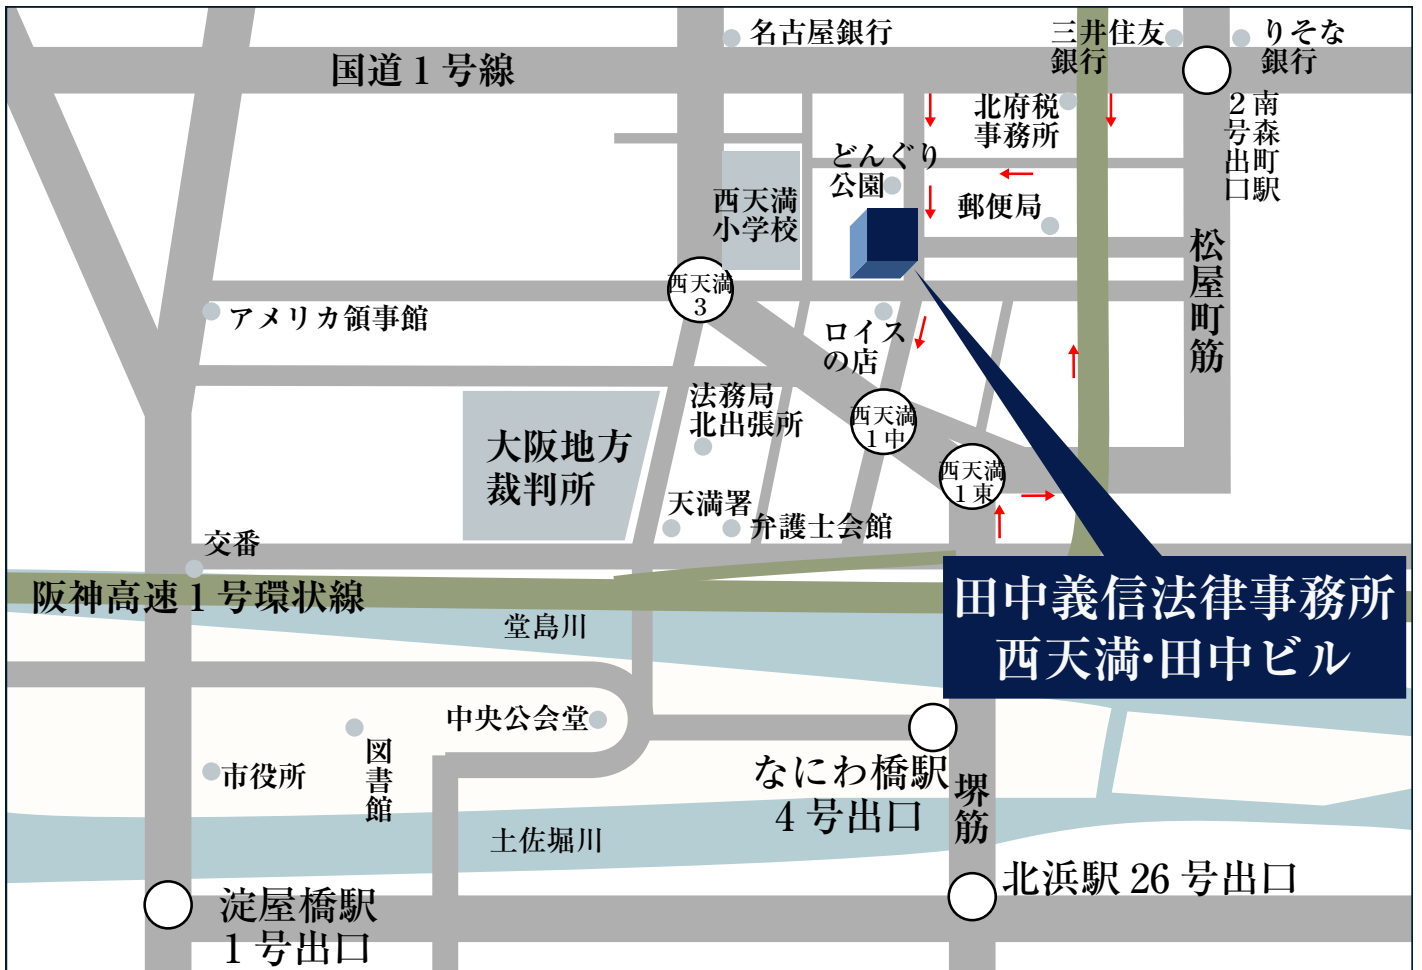 名古屋銀行
三井住友
銀行
りそな
銀行
国道1号線
北府税
事務所
南森町駅
2号出口
どんぐり
公園
西天満
小学校
郵便局
松屋町筋
西天満
3
アメリカ領事館
ロイス
の店
法務局
北出張所
西天満
1中
大阪地方
裁判所
西天満
1東
天満署
弁護士会館
交番
阪神高速1号環状線
田中義信法律事務所
西天満・田中ビル
堂島川
中央公会堂
図書館
市役所
なにわ橋駅
4号出口
堺筋
土佐堀川
北浜駅26号出口
淀屋橋駅
1号出口